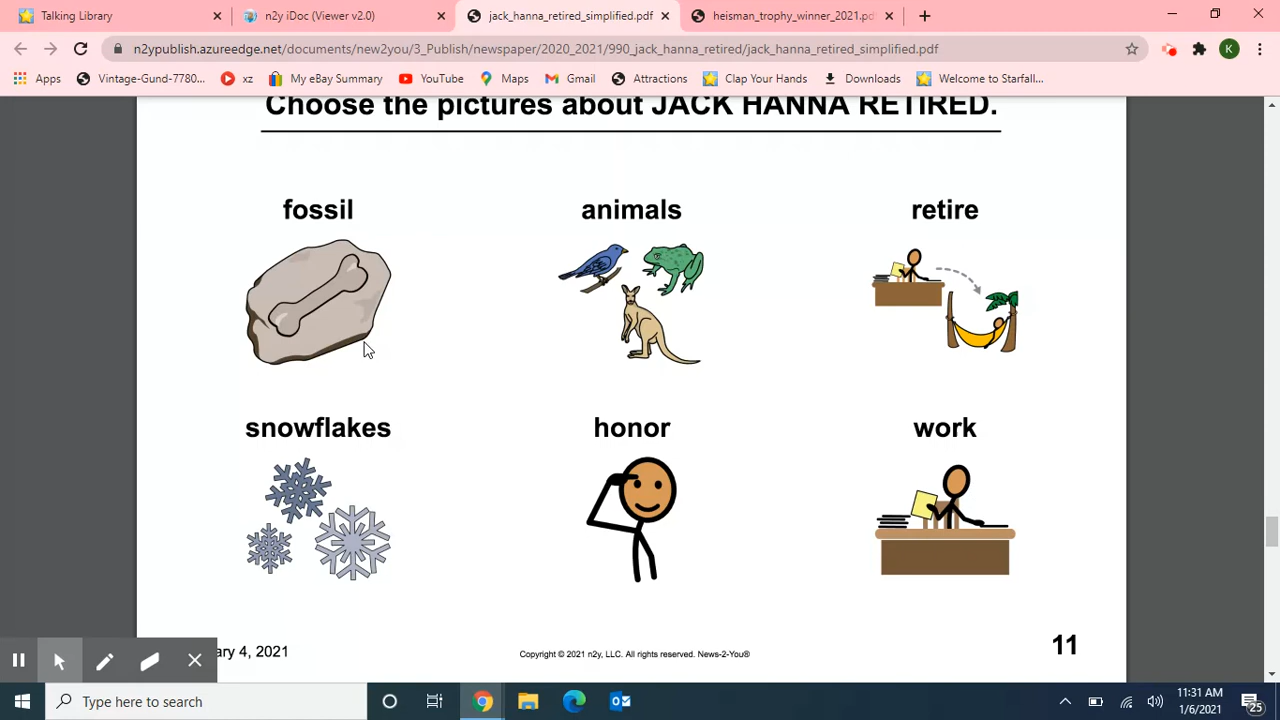 Talking Library
n2y iDoc (Viewer v2.0)
jack_hanna_retired_simplified.pdf
heisman_trophy_winner_2021.pdf
n2ypublish.azureedge.net/documents/new2you/3_Publish/newspaper/2020_2021/990_jack_hanna_retired/jack_hanna_retired_simplified.pdf
K
Apps
Vintage-Gund-7780...
xz
My eBay Summary
YouTube
Maps
Gmail
Attractions
Clap Your Hands
Downloads
Welcome to Starfall...
Choose the pictures about JACK HANNA RETIRED.
fossil
animals
retire
snowflakes
honor
work
ary 4, 2021
Copyright © 2021 n2y, LLC. All rights reserved. News-2-You®
11
Type here to search
11:31 AM
1/6/2021
25